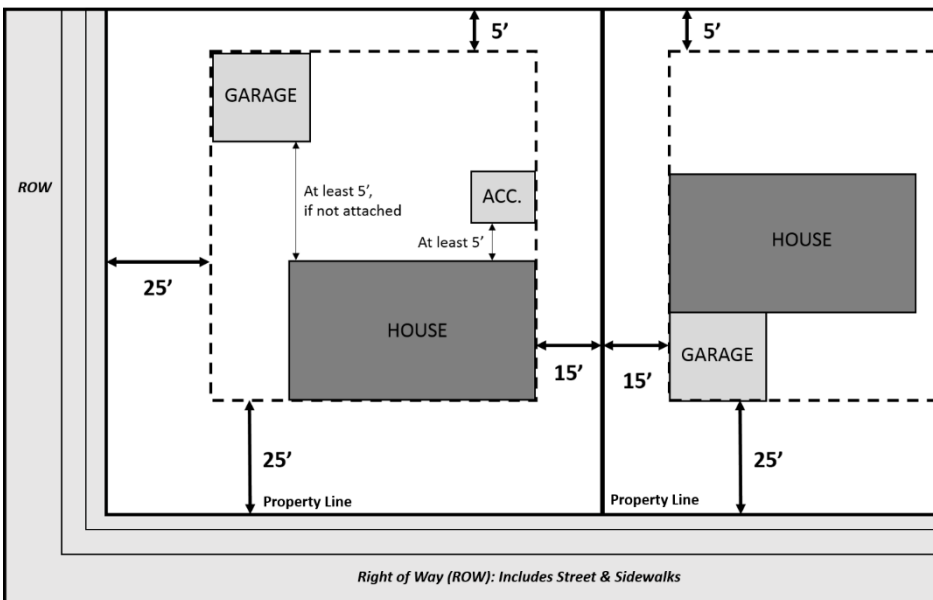 5’
5’
GARAGE
ROW
At least 5’,
if not attached
ACC.
At least 5’
HOUSE
25’
HOUSE
15’
15’
GARAGE
25’
25’
Property Line
Property Line
Right of Way (ROW): Includes Street & Sidewalks